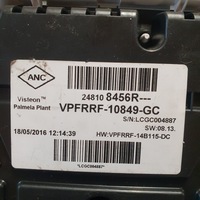 ANC
24810 8456R---
Visteon
Palmela Plant
VPFRRF-10849-GC
S/N:LCGC004887
SW:08.13.
18/05/2016 12:14:39
HW:VPFRRF-14B115-DC
*LCGC004887*